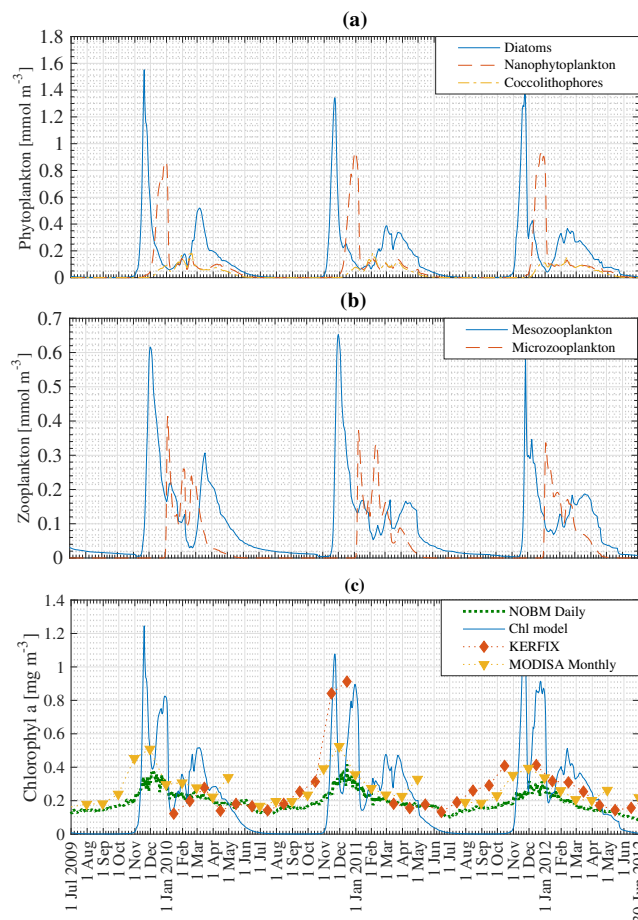 (a)
Phytoplankton [mmol m⁻³]
1.8
1.6
1.4
1.2
1
0.8
0.6
0.4
0.2
0
Diatoms
Nanophytoplankton
Coccolithophores
(b)
Zooplankton [mmol m⁻³]
0.7
0.6
0.5
0.4
0.3
0.2
0.1
0
Mesozooplankton
Microzooplankton
(c)
Chlorophyl a [mg m⁻³]
1.4
1.2
1
0.8
0.6
0.4
0.2
0
NOBM Daily
Chl model
KERFIX
MODISA Monthly
1 Jul 2009
1 Aug
1 Sep
1 Oct
1 Nov
1 Dec
1 Jan 2010
1 Feb
1 Mar
1 Apr
1 May
1 Jun
1 Jul
1 Aug
1 Sep
1 Oct
1 Nov
1 Dec
1 Jan 2011
1 Feb
1 Mar
1 Apr
1 May
1 Jun
1 Jul
1 Aug
1 Sep
1 Oct
1 Nov
1 Dec
1 Jan 2012
1 Feb
1 Mar
1 Apr
1 May